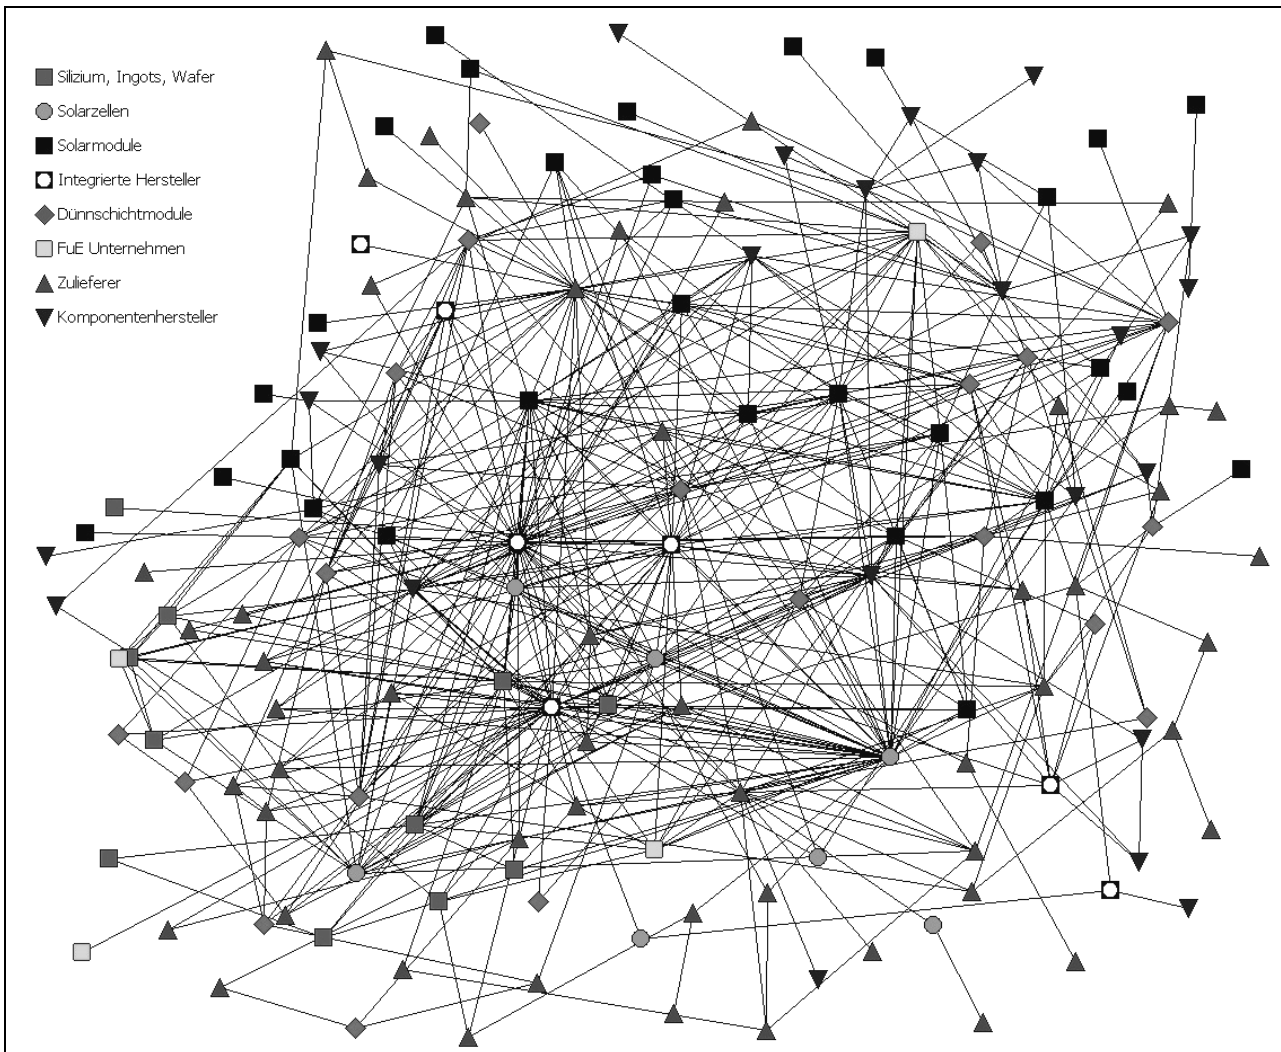 Silizium, Ingots, Wafer
Solarzellen
Solarmodule
Integrierte Hersteller
Dünnschichtmodule
FuE Unternehmen
Zulieferer
Komponentenhersteller